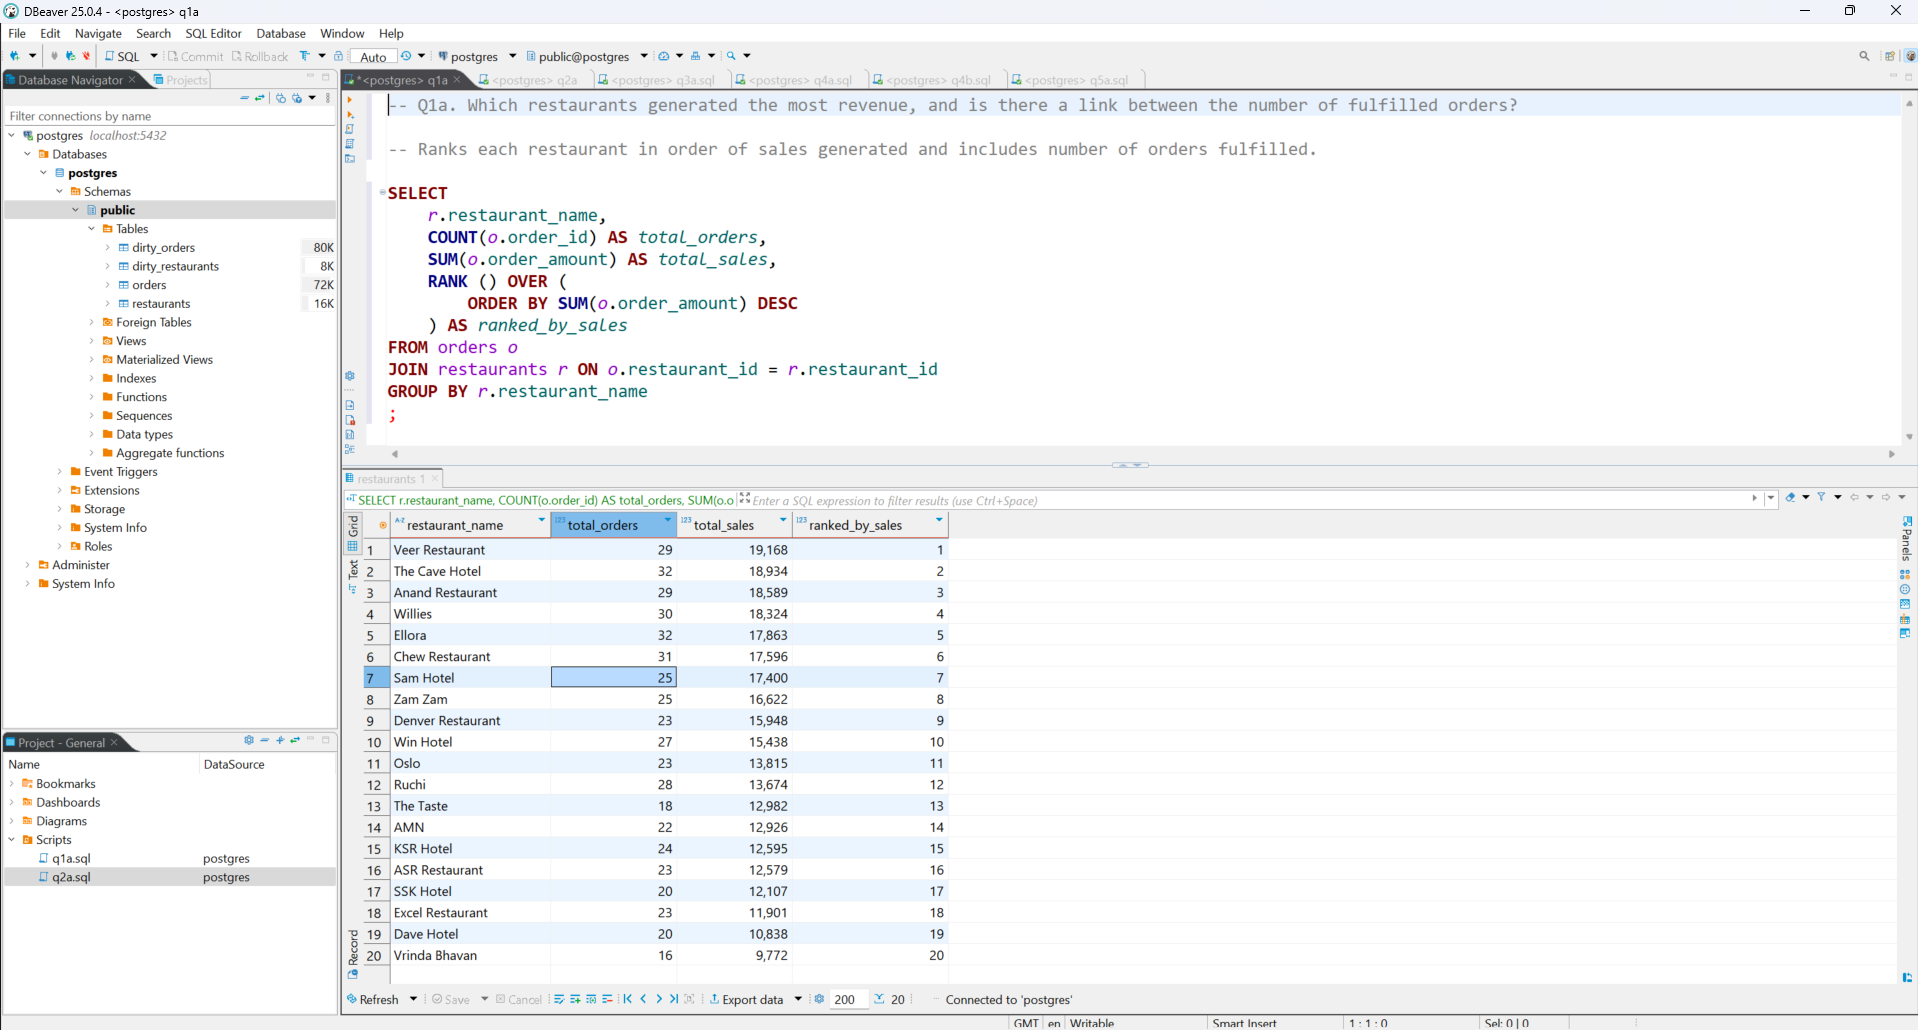 DBeaver 25.0.4 - <postgres> q1a
File Edit Navigate Search SQL Editor Database Window Help
SQL Commit Rollback Auto postgres public@postgres
Database Navigator Projects
*<postgres> q1a <postgres> q2a <postgres> q3a.sql <postgres> q4a.sql <postgres> q4b.sql <postgres> q5a.sql
Filter connections by name
postgres localhost:5432
Databases
postgres
Schemas
public
Tables
dirty_orders 80K
dirty_restaurants 8K
orders 72K
restaurants 16K
Foreign Tables
Views
Materialized Views
Indexes
Functions
Sequences
Data types
Aggregate functions
Event Triggers
Extensions
Storage
System Info
Roles
Administer
System Info
Project - General
Name DataSource
Bookmarks
Dashboards
Diagrams
Scripts
q1a.sql postgres
q2a.sql postgres
-- Q1a. Which restaurants generated the most revenue, and is there a link between the number of fulfilled orders?
-- Ranks each restaurant in order of sales generated and includes number of orders fulfilled.
SELECT
r.restaurant_name,
COUNT(o.order_id) AS total_orders,
SUM(o.order_amount) AS total_sales,
RANK () OVER (
ORDER BY SUM(o.order_amount) DESC
) AS ranked_by_sales
FROM orders o
JOIN restaurants r ON o.restaurant_id = r.restaurant_id
GROUP BY r.restaurant_name
;
restaurants 1
SELECT r.restaurant_name, COUNT(o.order_id) AS total_orders, SUM(o.o Enter a SQL expression to filter results (use Ctrl+Space)
Grid
Text
Record
Panels
A-Z restaurant_name 123 total_orders 123 total_sales 123 ranked_by_sales
1 Veer Restaurant 29 19,168 1
2 The Cave Hotel 32 18,934 2
3 Anand Restaurant 29 18,589 3
4 Willies 30 18,324 4
5 Ellora 32 17,863 5
6 Chew Restaurant 31 17,596 6
7 Sam Hotel 25 17,400 7
8 Zam Zam 25 16,622 8
9 Denver Restaurant 23 15,948 9
10 Win Hotel 27 15,438 10
11 Oslo 23 13,815 11
12 Ruchi 28 13,674 12
13 The Taste 18 12,982 13
14 AMN 22 12,926 14
15 KSR Hotel 24 12,595 15
16 ASR Restaurant 23 12,579 16
17 SSK Hotel 20 12,107 17
18 Excel Restaurant 23 11,901 18
19 Dave Hotel 20 10,838 19
20 Vrinda Bhavan 16 9,772 20
Refresh Save Cancel Export data 200 20 Connected to 'postgres'
GMT en Writable Smart Insert 1 : 1 : 0 Sel: 0 | 0